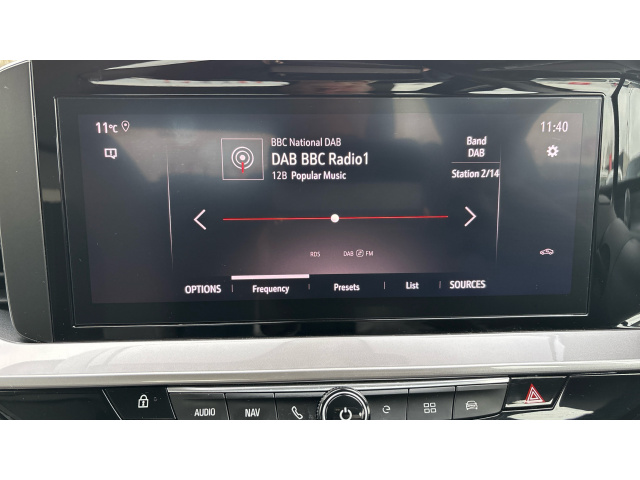 11°C
11:40
BBC National DAB
DAB BBC Radio1
12B Popular Music
Band
DAB
Station 2/14
RDS
DAB FM
OPTIONS
Frequency
Presets
List
SOURCES
AUDIO
NAV